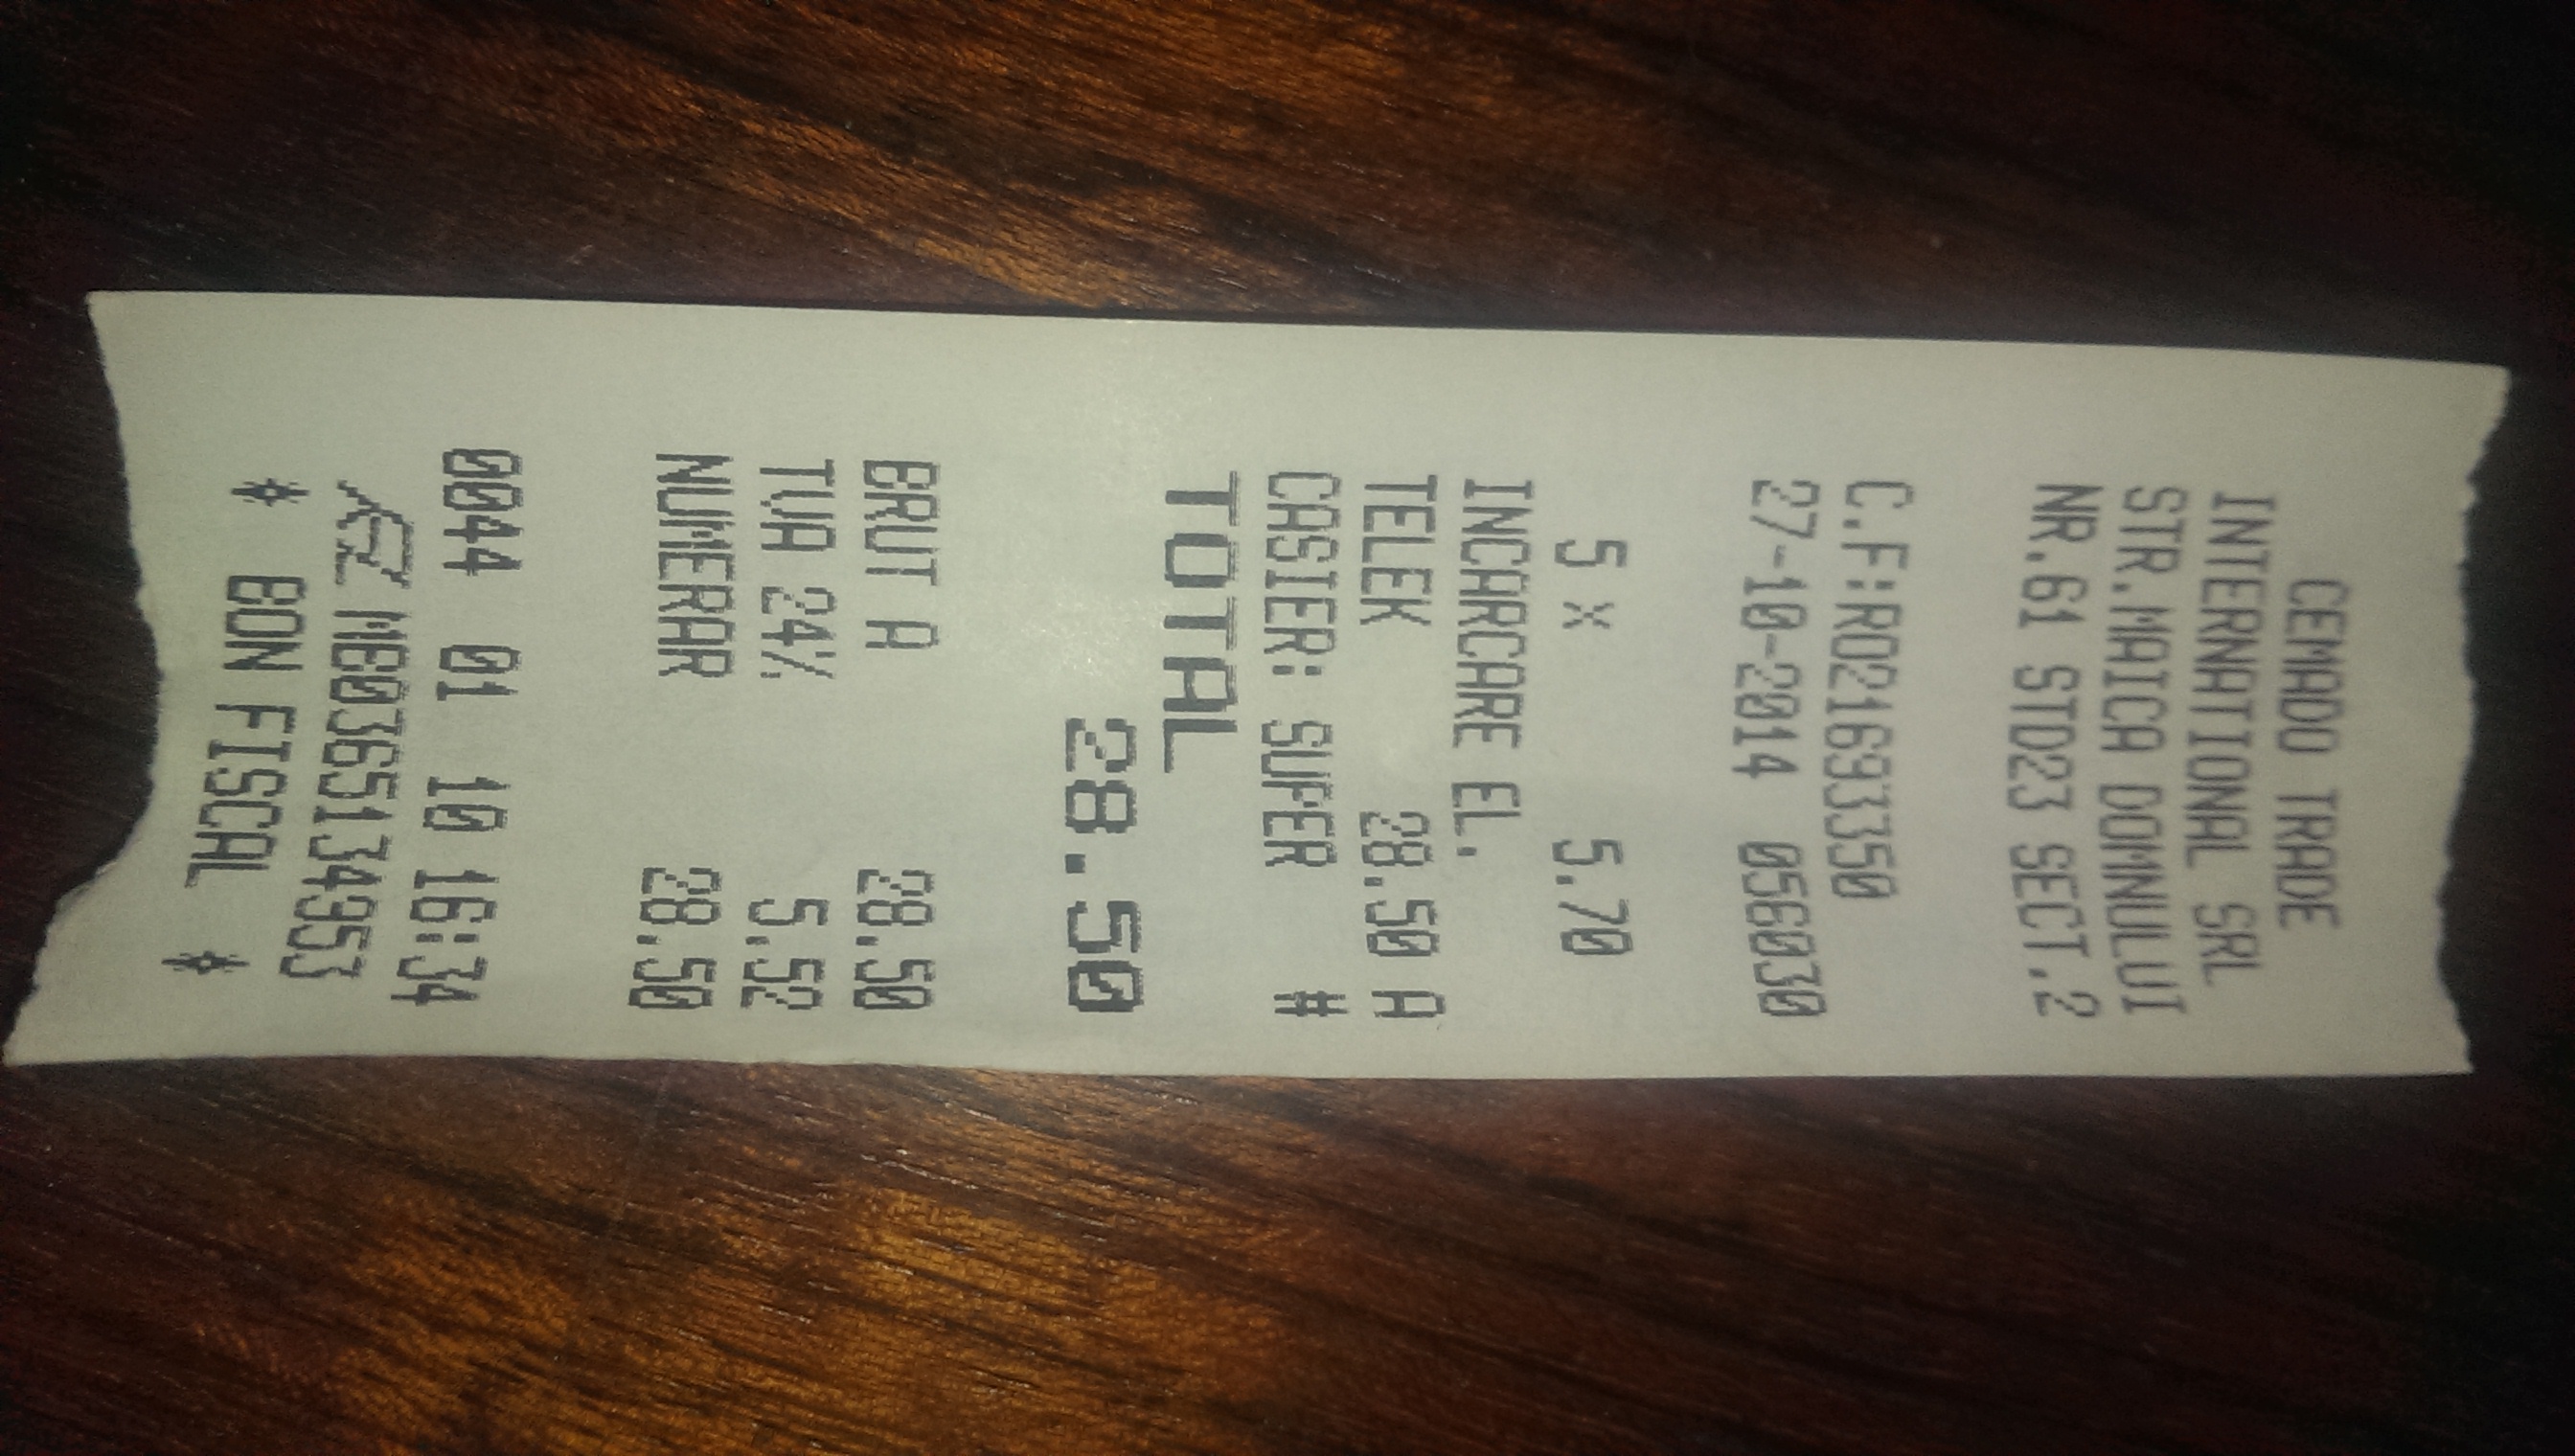 CEMADO TRADE
INTERNATIONAL SRL
STR.MAICA DOMNULUI
NR.61 STD23 SECT.2
C.F:RO21693350
27-10-2014 056030
5 x 5.70
INCARCARE EL.
TELEK 28.50 A
CASIER: SUPER #
TOTAL
28.50
BRUT A 28.50
TVA 24% 5.52
NUMERAR 28.50
0044 01 10 16:34
MB0365134953
* BON FISCAL *